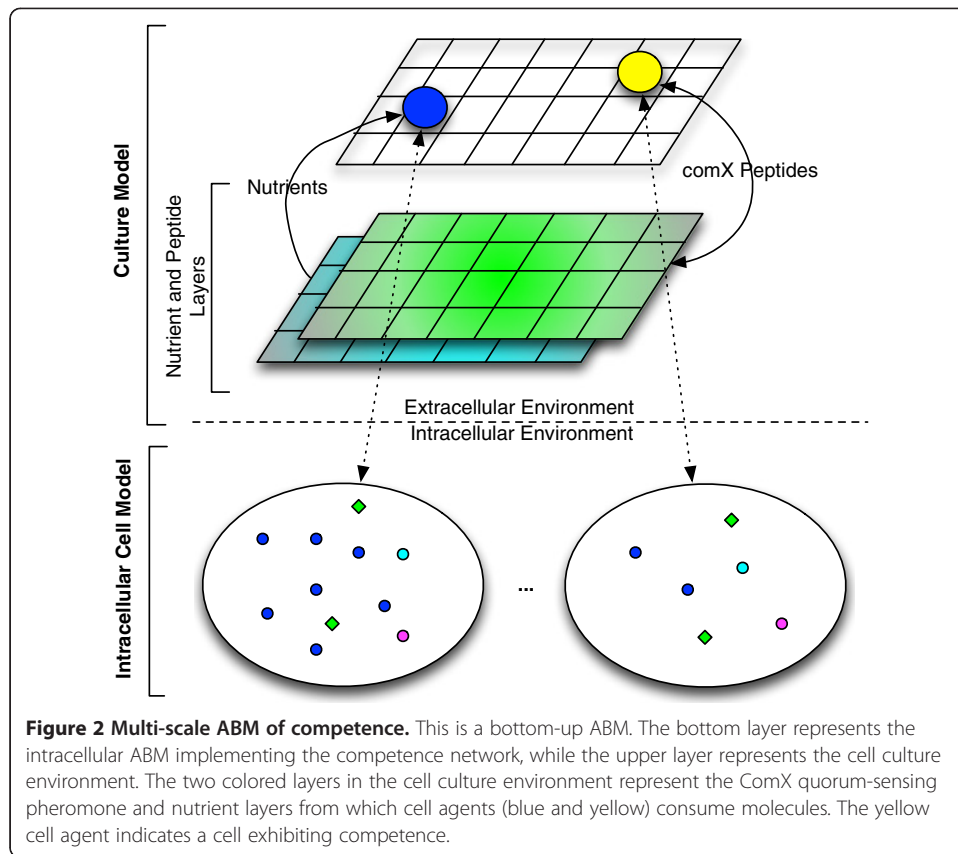 Culture Model
Nutrient and Peptide
Layers
Nutrients
comX Peptides
Extracellular Environment
Intracellular Environment
Intracellular Cell Model
...
Figure 2 Multi-scale ABM of competence. This is a bottom-up ABM. The bottom layer represents the
intracellular ABM implementing the competence network, while the upper layer represents the cell culture
environment. The two colored layers in the cell culture environment represent the ComX quorum-sensing
pheromone and nutrient layers from which cell agents (blue and yellow) consume molecules. The yellow
cell agent indicates a cell exhibiting competence.